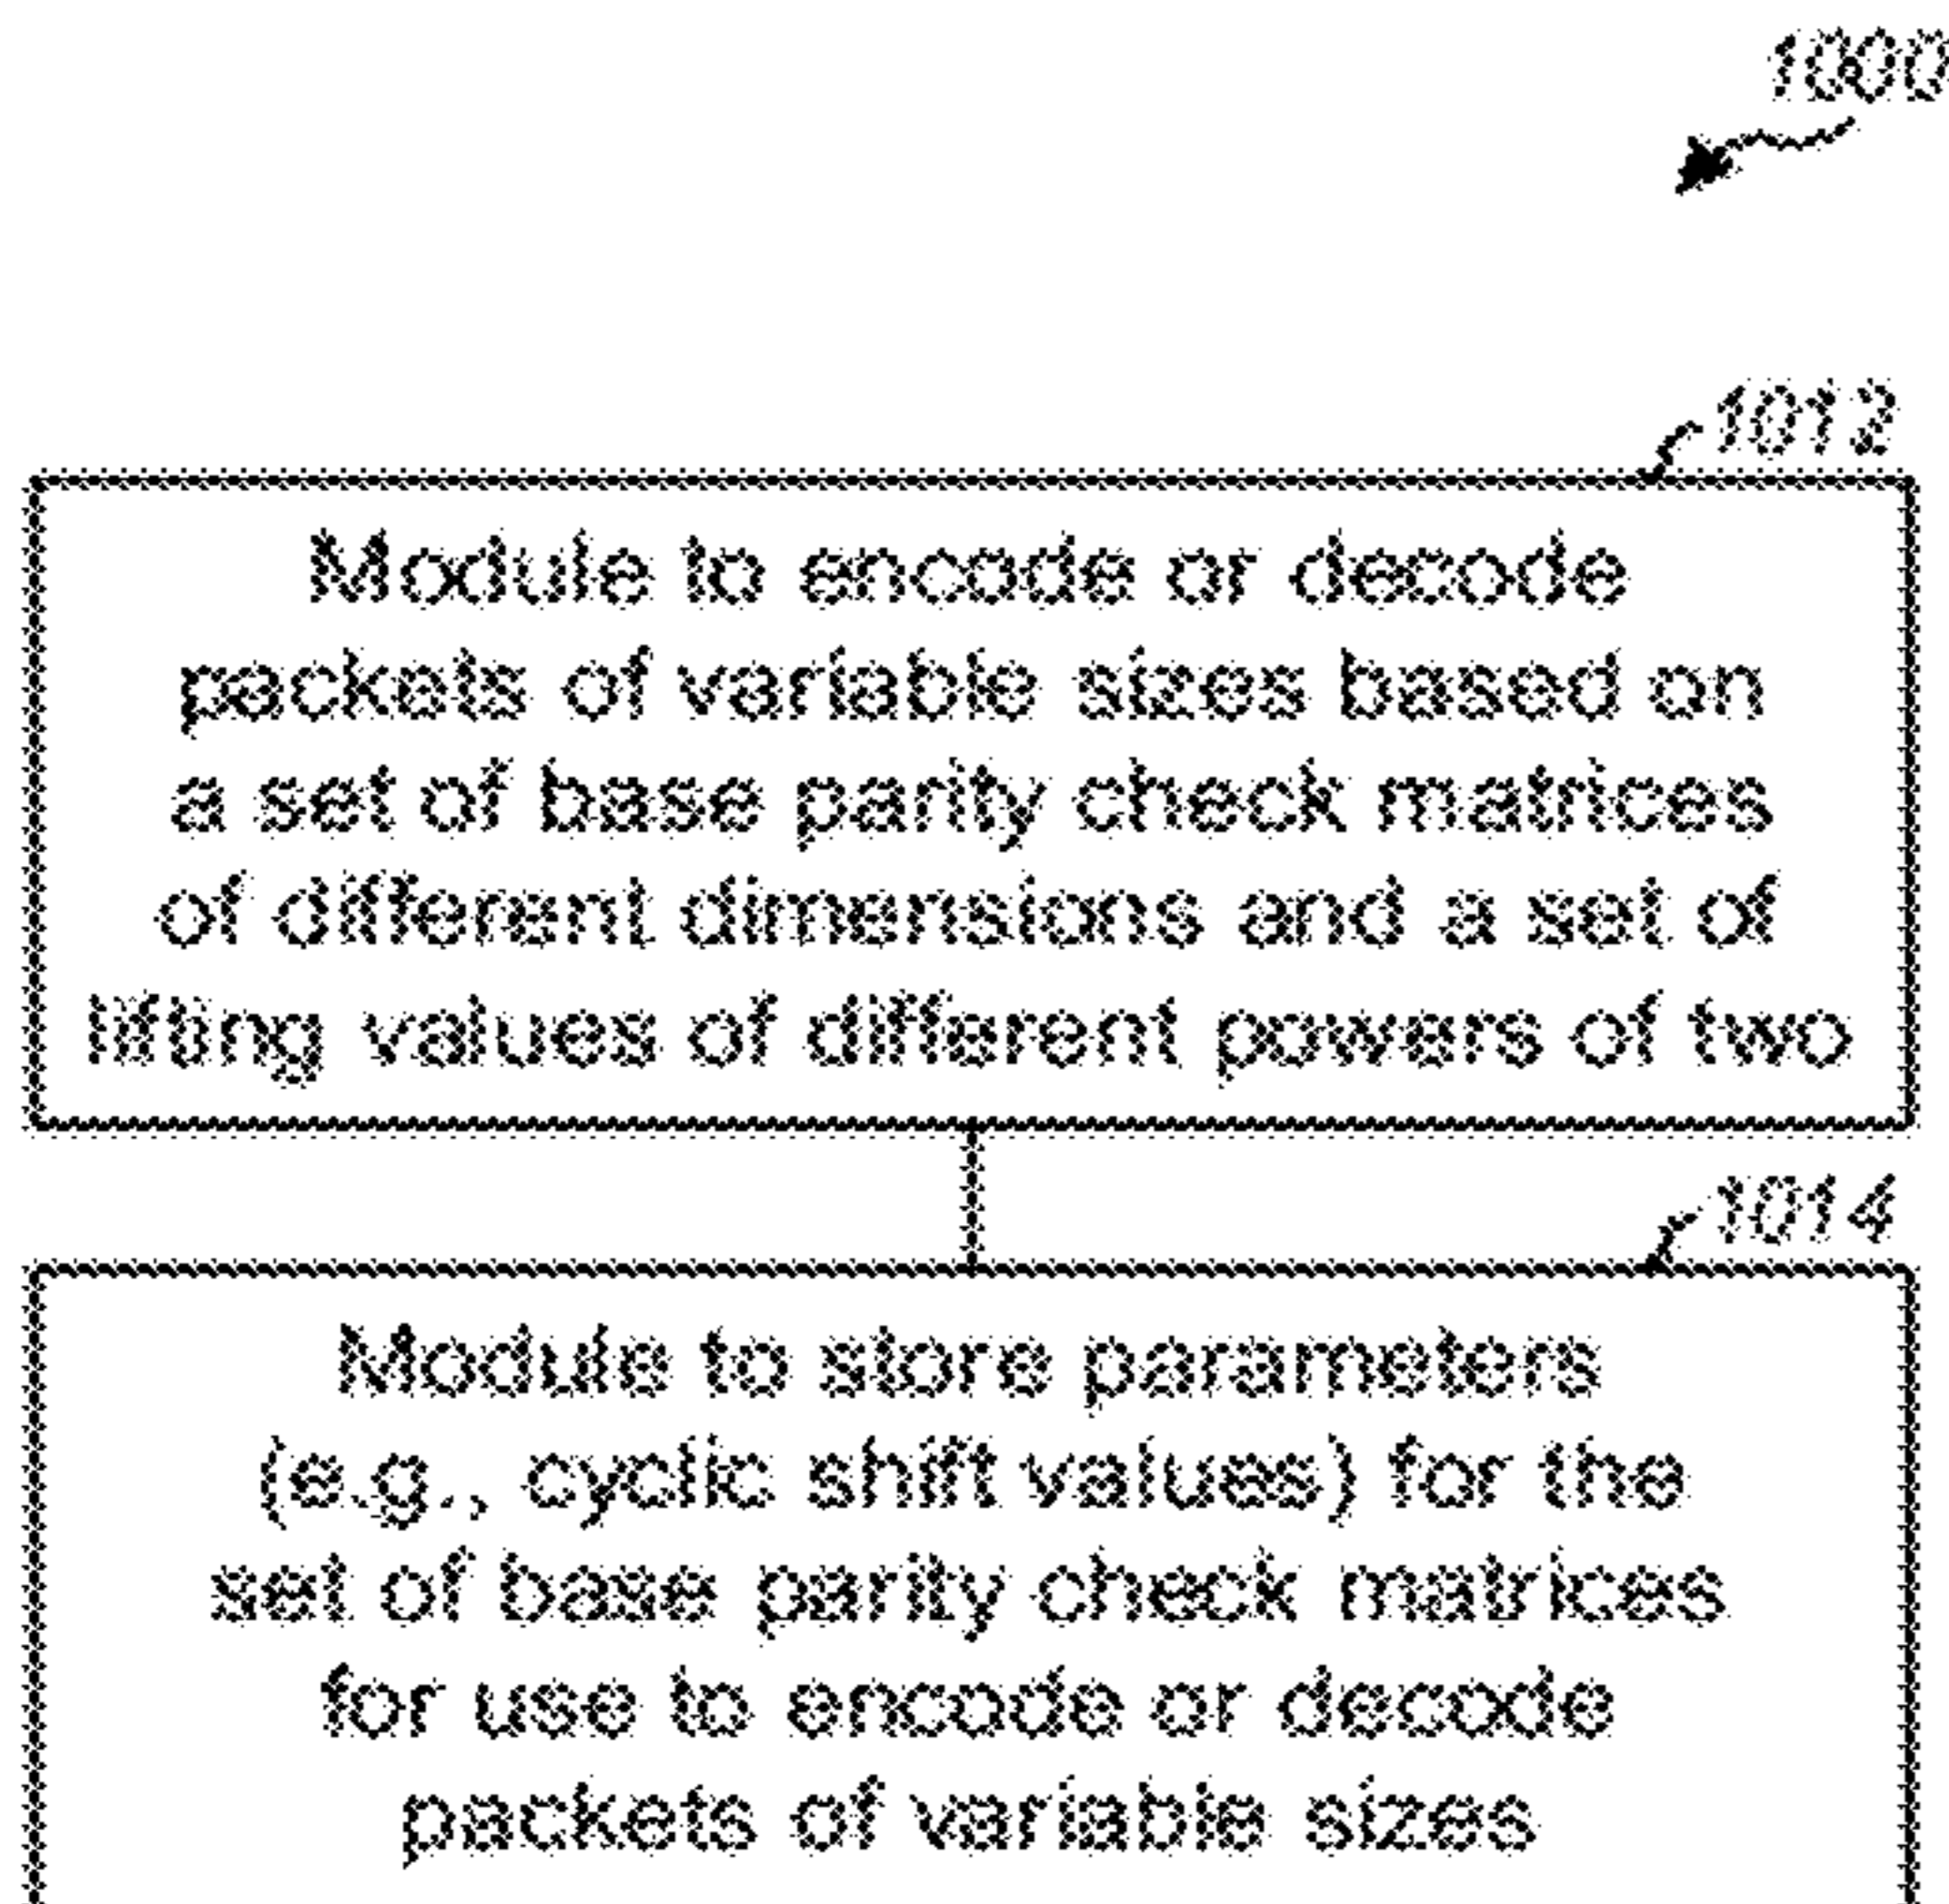 1000
1012
Module to encode or decode
packets of variable sizes based on
a set of base parity check matrices
of different dimensions and a set of
lifting values of different powers of two
1014
Module to store parameters
(e.g., cyclic shift values) for the
set of base parity check matrices
for use to encode or decode
packets of variable sizes